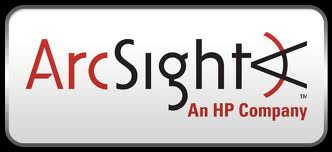 ArcSight
™
An HP Company